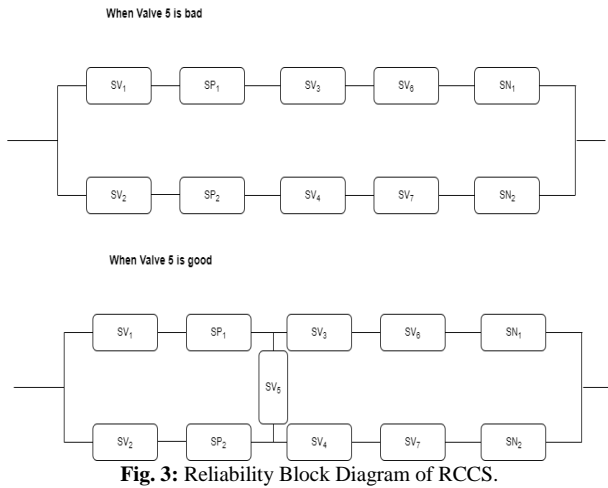 When Valve 5 is bad
SV₁ SP₁ SV₃ SV₆ SN₁
SV₂ SP₂ SV₄ SV₇ SN₂
When Valve 5 is good
SV₁ SP₁ SV₃ SV₆ SN₁
SV₅
SV₂ SP₂ SV₄ SV₇ SN₂
Fig. 3: Reliability Block Diagram of RCCS.